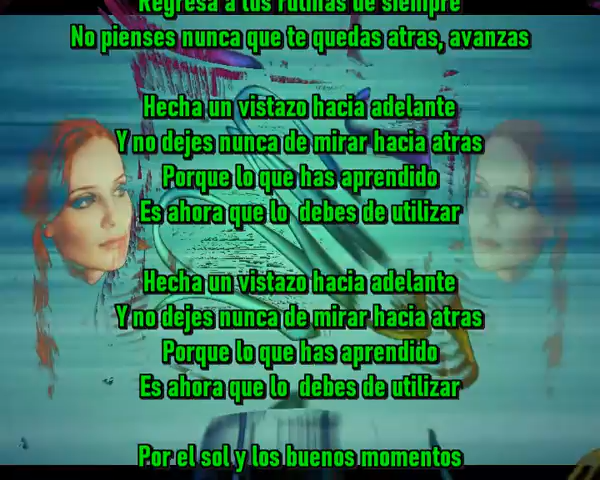 Regresa a tus rutinas de siempre
No pienses nunca que te quedas atras, avanzas
Hecha un vistazo hacia adelante
Y no dejes nunca de mirar hacia atras
Porque lo que has aprendido
Es ahora que lo  debes de utilizar
Hecha un vistazo hacia adelante
Y no dejes nunca de mirar hacia atras
Porque lo que has aprendido
Es ahora que lo  debes de utilizar
Por el sol y los buenos momentos